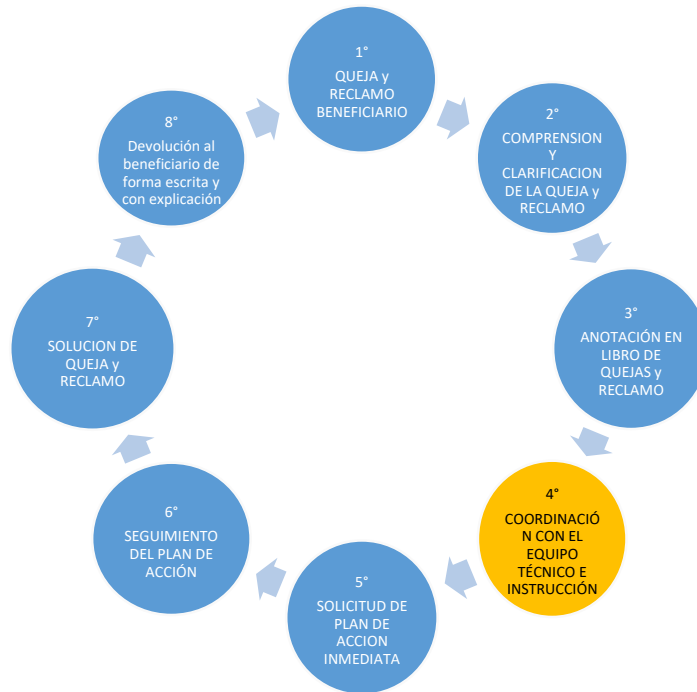 1°
QUEJA y
RECLAMO
BENEFICIARIO
2°
COMPRENSION
Y
CLARIFICACION
DE LA QUEJA y
RECLAMO
3°
ANOTACIÓN EN
LIBRO DE
QUEJAS y
RECLAMO
4°
COORDINACIÓ
N CON EL
EQUIPO
TÉCNICO E
INSTRUCCIÓN
5°
SOLICITUD DE
PLAN DE
ACCION
INMEDIATA
6°
SEGUIMIENTO
DEL PLAN DE
ACCIÓN
7°
SOLUCION DE
QUEJA y
RECLAMO
8°
Devolución al
beneficiario de
forma escrita y
con explicación